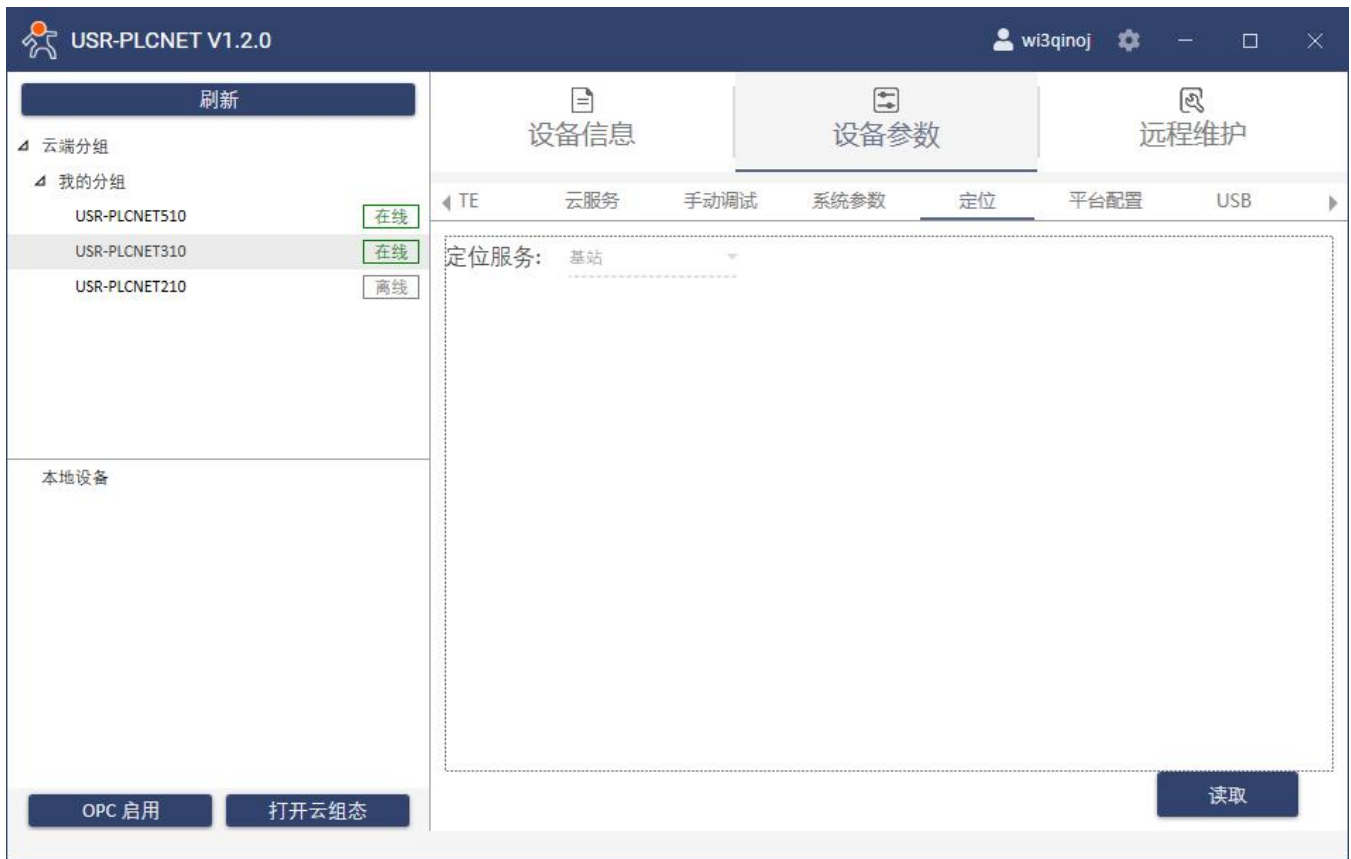 USR-PLCNET V1.2.0
wi3qinoj
刷新
云端分组
我的分组
USR-PLCNET510 在线
USR-PLCNET310 在线
USR-PLCNET210 离线
本地设备
OPC 启用 打开云组态
设备信息 设备参数 远程维护
TE 云服务 手动调试 系统参数 定位 平台配置 USB
定位服务: 基站
读取